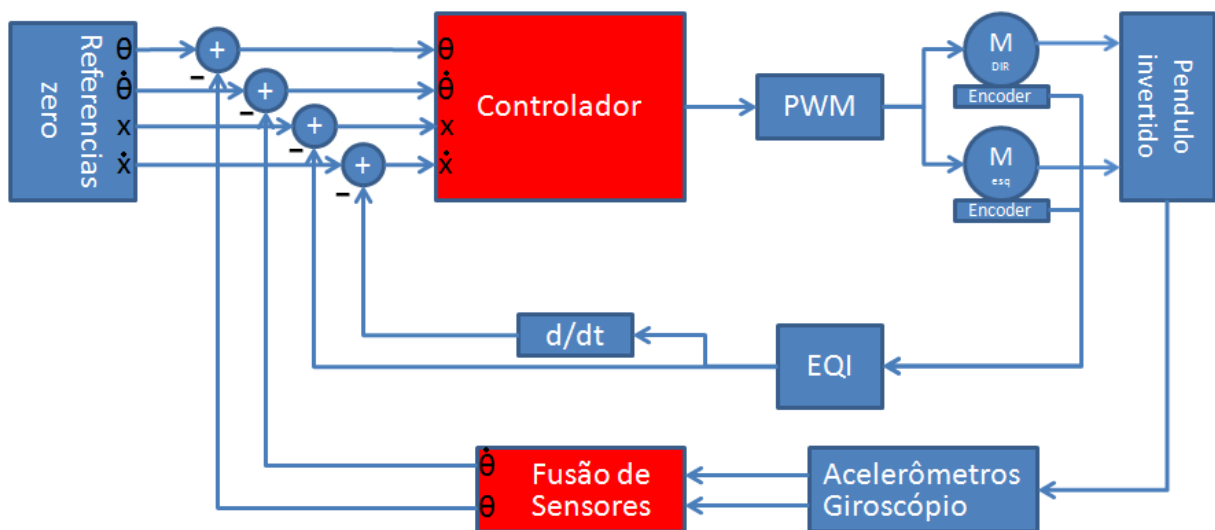 Referencias
zero
θ
θ̇
x
ẋ
+
−
+
−
+
−
+
−
θ
θ̇
x
ẋ
Controlador
PWM
M
DIR
Encoder
M
esq
Encoder
Pendulo
invertido
d/dt
EQI
θ̇
θ
Fusão de
Sensores
Acelerômetros
Giroscópio